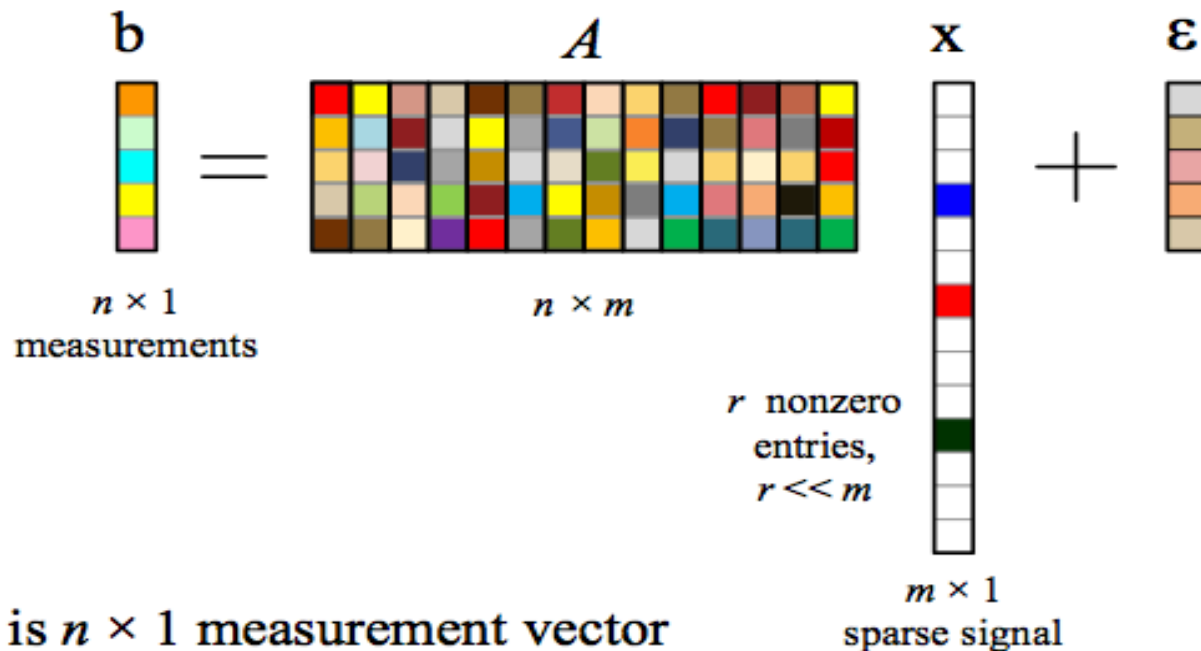 b = A x + ε
n × 1
measurements
n × m
r nonzero
entries,
r << m
m × 1
sparse signal
is n × 1 measurement vector